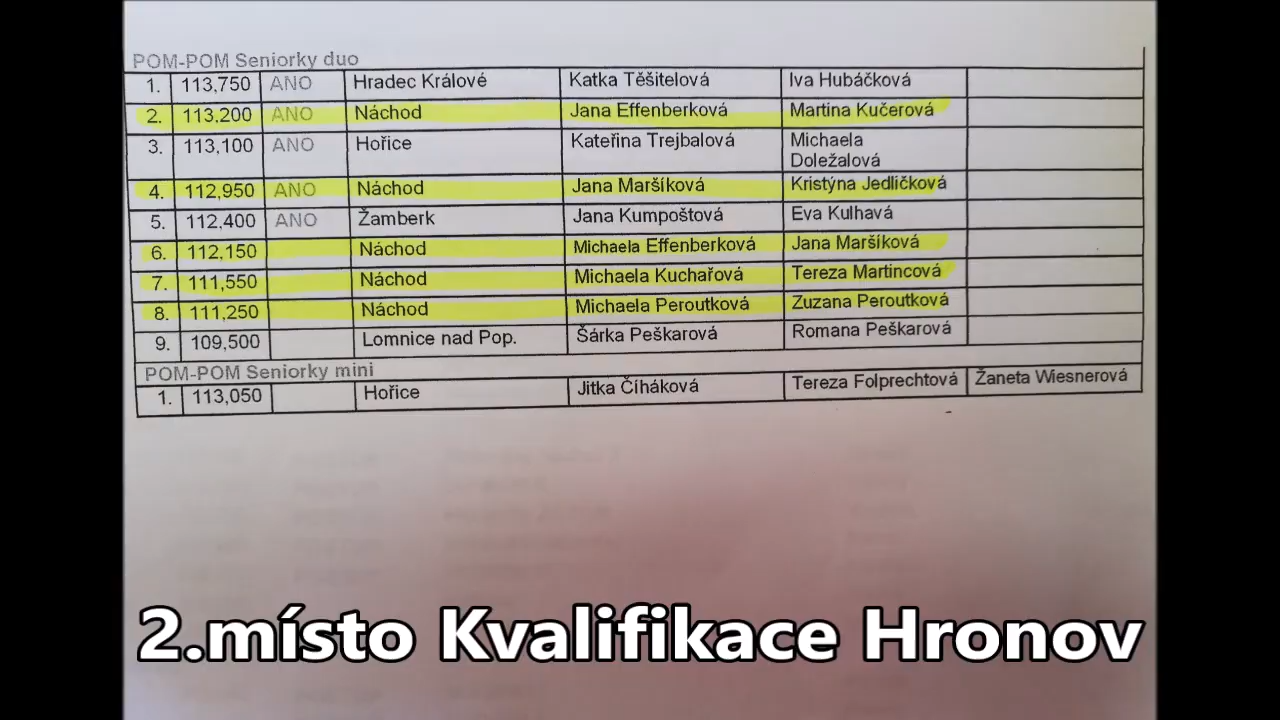 POM-POM Seniorky duo
1. 113,750 ANO Hradec Králové Katka Těšitelová Iva Hubáčková
2. 113,200 ANO Náchod Jana Effenberková Martina Kučerová
3. 113,100 ANO Hořice Kateřina Trejbalová Michaela Doležalová
4. 112,950 ANO Náchod Jana Maršíková Kristýna Jedličková
5. 112,400 ANO Žamberk Jana Kumpoštová Eva Kulhavá
6. 112,150 Náchod Michaela Effenberková Jana Maršíková
7. 111,550 Náchod Michaela Kuchařová Tereza Martincová
8. 111,250 Náchod Michaela Peroutková Zuzana Peroutková
9. 109,500 Lomnice nad Pop. Šárka Peškarová Romana Peškarová
POM-POM Seniorky mini
1. 113,050 Hořice Jitka Číháková Tereza Folprechtová Žaneta Wiesnerová
2.místo Kvalifikace Hronov